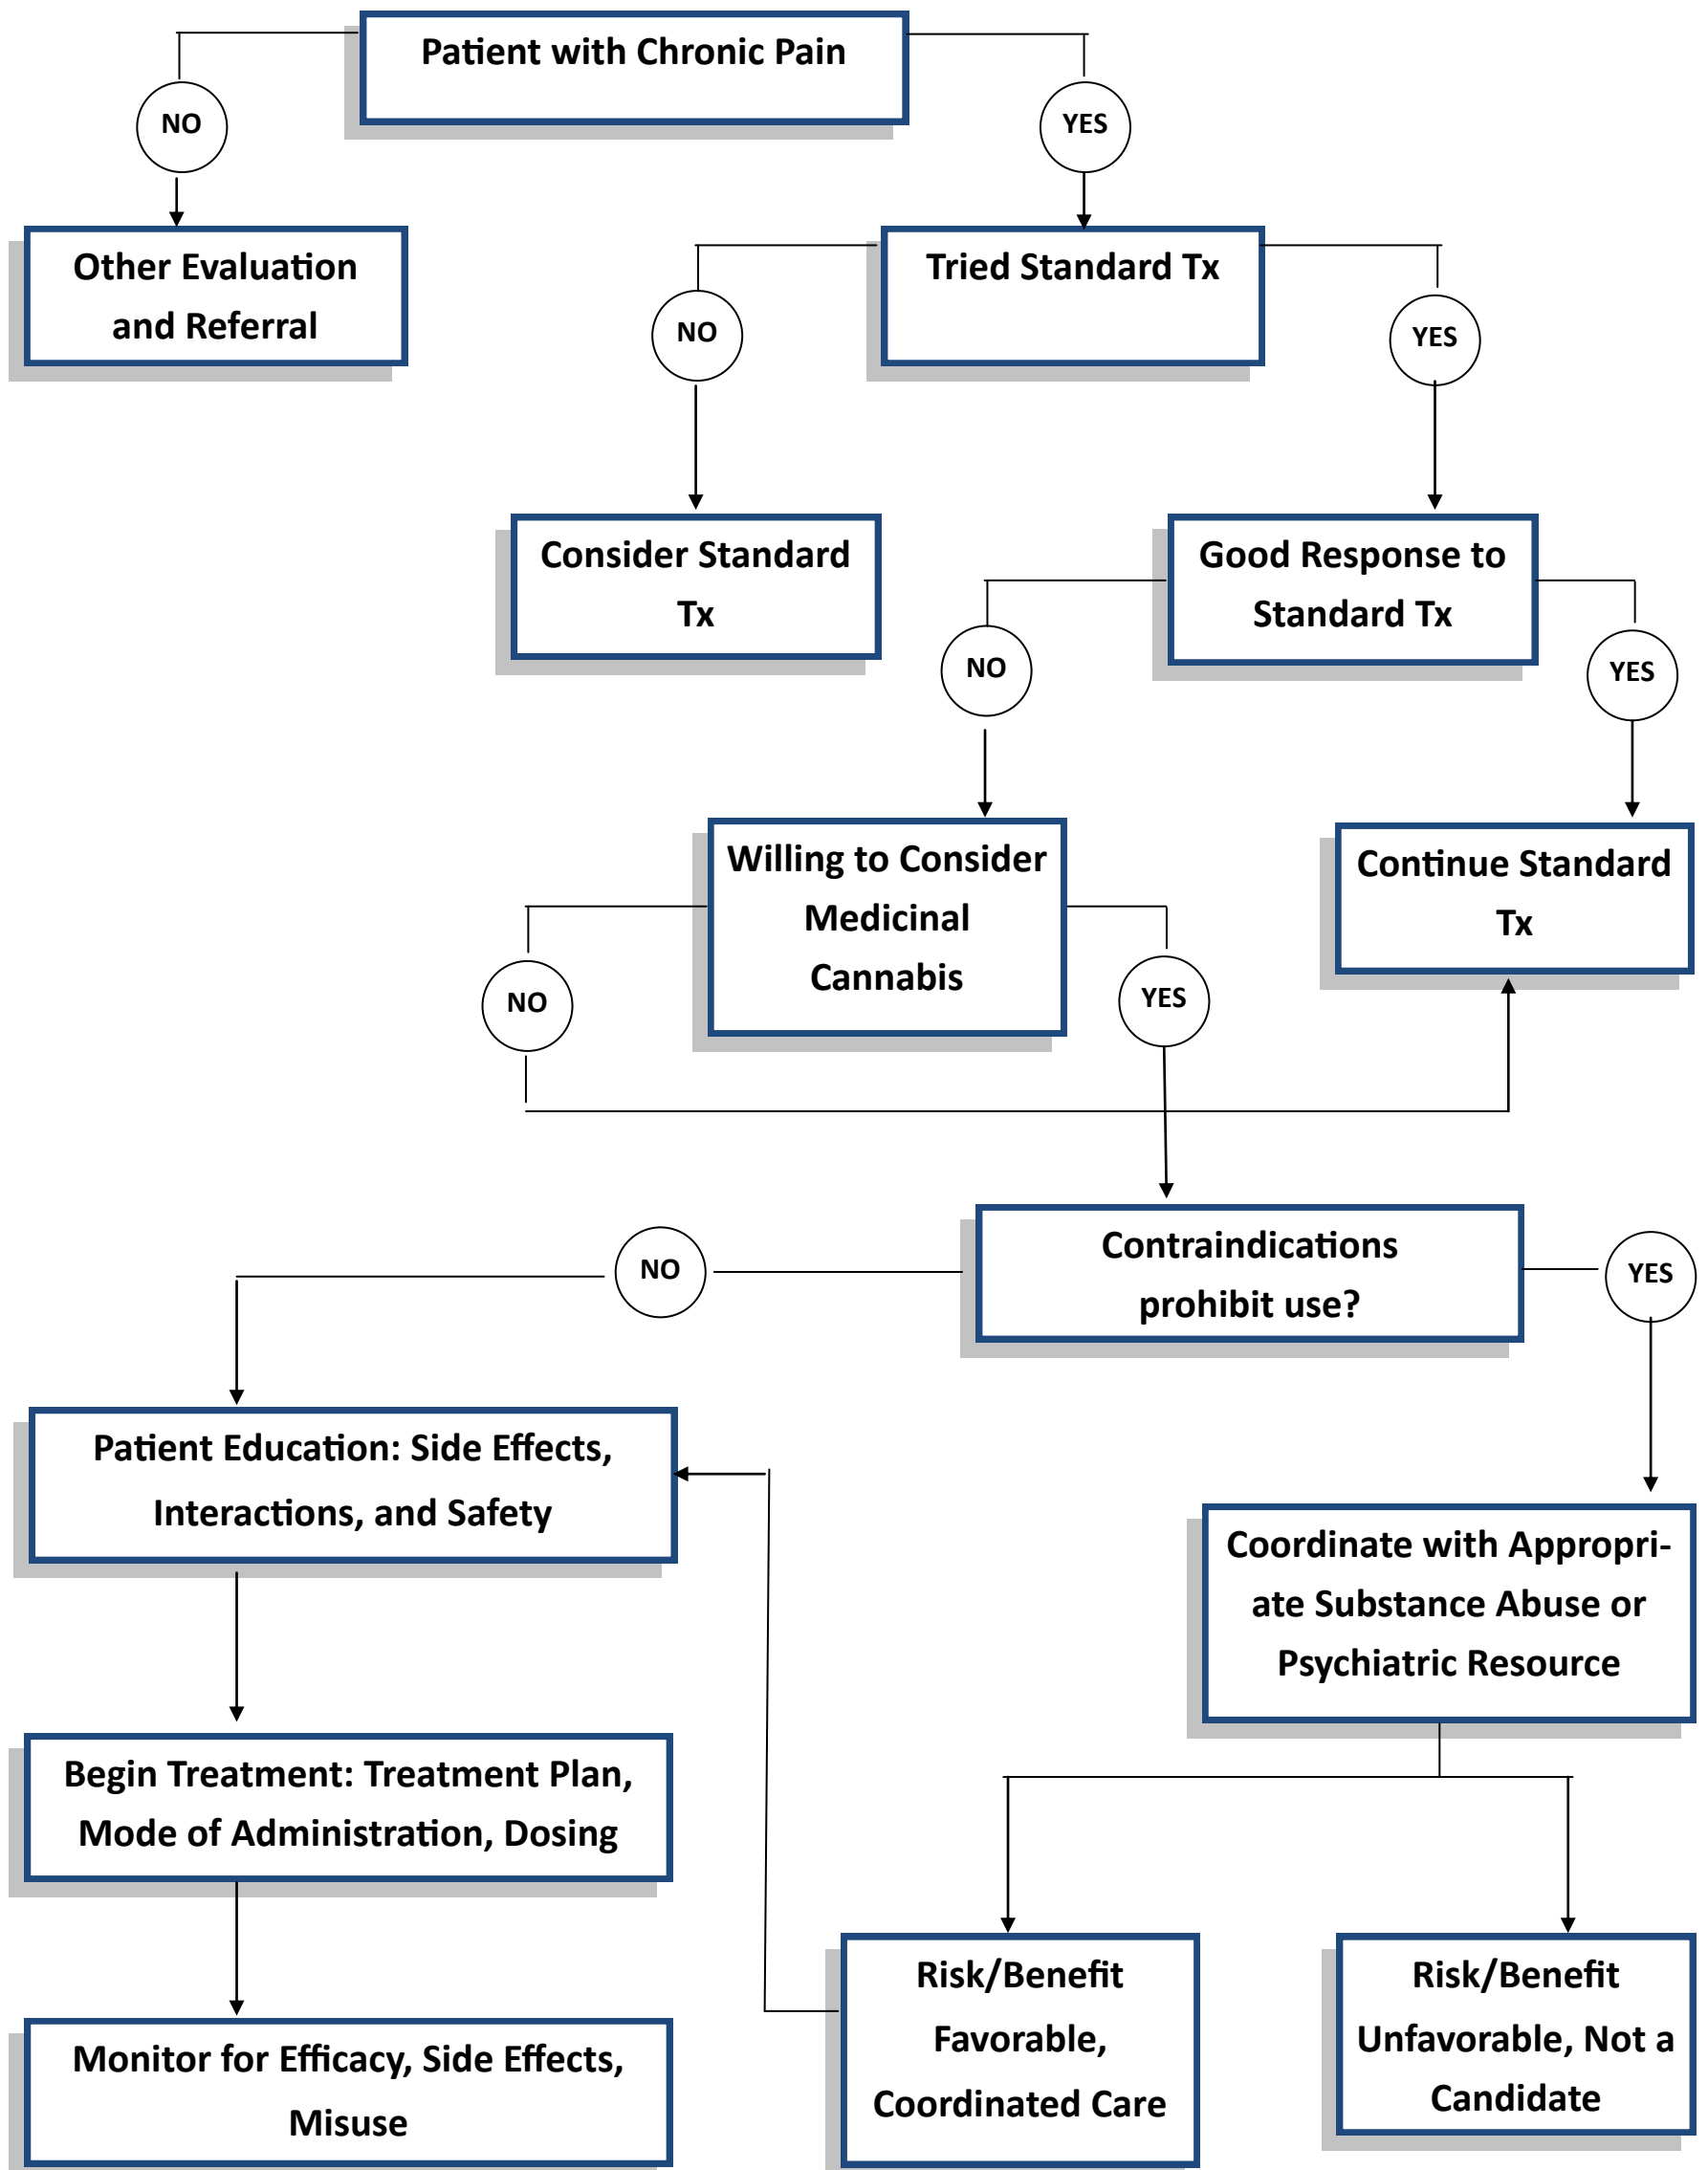 Patient with Chronic Pain
NO
YES
Other Evaluation
and Referral
Tried Standard Tx
NO
YES
Consider Standard
Tx
Good Response to
Standard Tx
NO
YES
Willing to Consider
Medicinal
Cannabis
Continue Standard
Tx
NO
YES
Contraindications
prohibit use?
NO
YES
Patient Education: Side Effects,
Interactions, and Safety
Coordinate with Appropri-
ate Substance Abuse or
Psychiatric Resource
Begin Treatment: Treatment Plan,
Mode of Administration, Dosing
Risk/Benefit
Favorable,
Coordinated Care
Risk/Benefit
Unfavorable, Not a
Candidate
Monitor for Efficacy, Side Effects,
Misuse